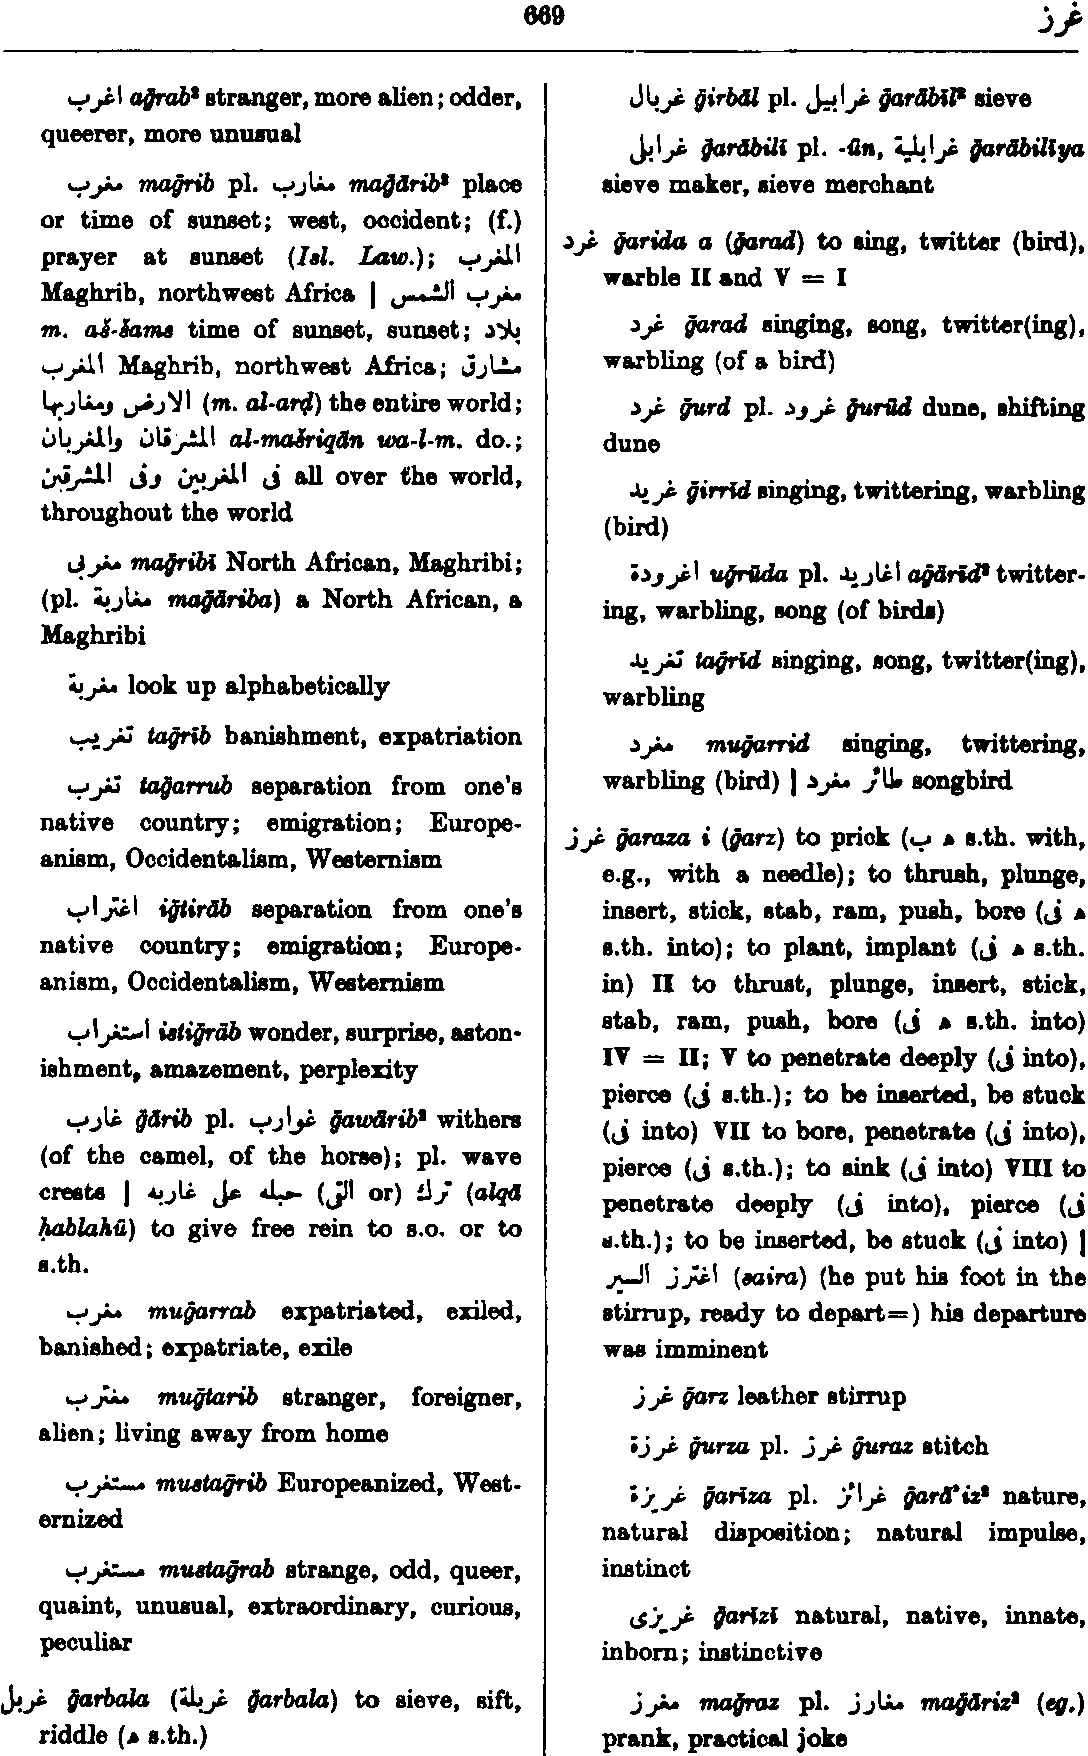 669
غرز
اغرب aḡrab² stranger, more alien; odder,
queerer, more unusual
مغرب maḡrib pl. مغارب maḡārib² place
or time of sunset; west, occident; (f.)
prayer at sunset (Isl. Law.); المغرب
Maghrib, northwest Africa | مغرب الشمس
m. aš-šams time of sunset, sunset; بلاد
المغرب Maghrib, northwest Africa; مشارق
الارض ومغاربها (m. al-arḍ) the entire world;
المشرقان والمغربان al-mašriqān wa-l-m. do.;
فى المغربين وفى المشرقين all over the world,
throughout the world
مغربى maḡribī North African, Maghribi;
(pl. مغاربة maḡāriba) a North African, a
Maghribi
مغربة look up alphabetically
تغريب taḡrīb banishment, expatriation
تغرب taḡarrub separation from one's
native country; emigration; Europe-
anism, Occidentalism, Westernism
اغتراب iḡtirāb separation from one's
native country; emigration; Europe-
anism, Occidentalism, Westernism
استغراب istiḡrāb wonder, surprise, aston-
ishment, amazement, perplexity
غارب ḡārib pl. غوارب ḡawārib² withers
(of the camel, of the horse); pl. wave
crests | ترك (or القى) حبله على غاربه (alqā
ḥablahū) to give free rein to s.o. or to
s.th.
مغرب muḡarrab expatriated, exiled,
banished; expatriate, exile
مغترب muḡtarib stranger, foreigner,
alien; living away from home
مستغرب mustaḡrib Europeanized, West-
ernized
مستغرب mustaḡrab strange, odd, queer,
quaint, unusual, extraordinary, curious,
peculiar
غربل ḡarbala (غربلة ḡarbala) to sieve, sift,
riddle (ه s.th.)
غربال ḡirbāl pl. غرابيل ḡarābīl² sieve
غرابلى ḡarābilī pl. -ūn, غرابلية ḡarābilīya
sieve maker, sieve merchant
غرد ḡarida a (ḡarad) to sing, twitter (bird),
warble II and V = I
غرد ḡarad singing, song, twitter(ing),
warbling (of a bird)
غرد ḡurd pl. غرود ḡurūd dune, shifting
dune
غريد ḡirrīd singing, twittering, warbling
(bird)
اغرودة uḡrūda pl. اغاريد aḡārīd² twitter-
ing, warbling, song (of birds)
تغريد taḡrīd singing, song, twitter(ing),
warbling
مغرد muḡarrid singing, twittering,
warbling (bird) | طائر مغرد songbird
غرز ḡaraza i (ḡarz) to prick (ب ه s.th. with,
e.g., with a needle); to thrush, plunge,
insert, stick, stab, ram, push, bore (فى ه
s.th. into); to plant, implant (فى ه s.th.
in) II to thrust, plunge, insert, stick,
stab, ram, push, bore (فى ه s.th. into)
IV = II; V to penetrate deeply (فى into),
pierce (فى s.th.); to be inserted, be stuck
(فى into) VII to bore, penetrate (فى into),
pierce (فى s.th.); to sink (فى into) VIII to
penetrate deeply (فى into), pierce (فى
s.th.); to be inserted, be stuck (فى into) |
اغترز السير (saira) (he put his foot in the
stirrup, ready to depart=) his departure
was imminent
غرز ḡarz leather stirrup
غرزة ḡurza pl. غرز ḡuraz stitch
غريزة ḡarīza pl. غرائز ḡarā'iz² nature,
natural disposition; natural impulse,
instinct
غريزى ḡarīzī natural, native, innate,
inborn; instinctive
مغرز maḡraz pl. مغارز maḡāriz² (eg.)
prank, practical joke